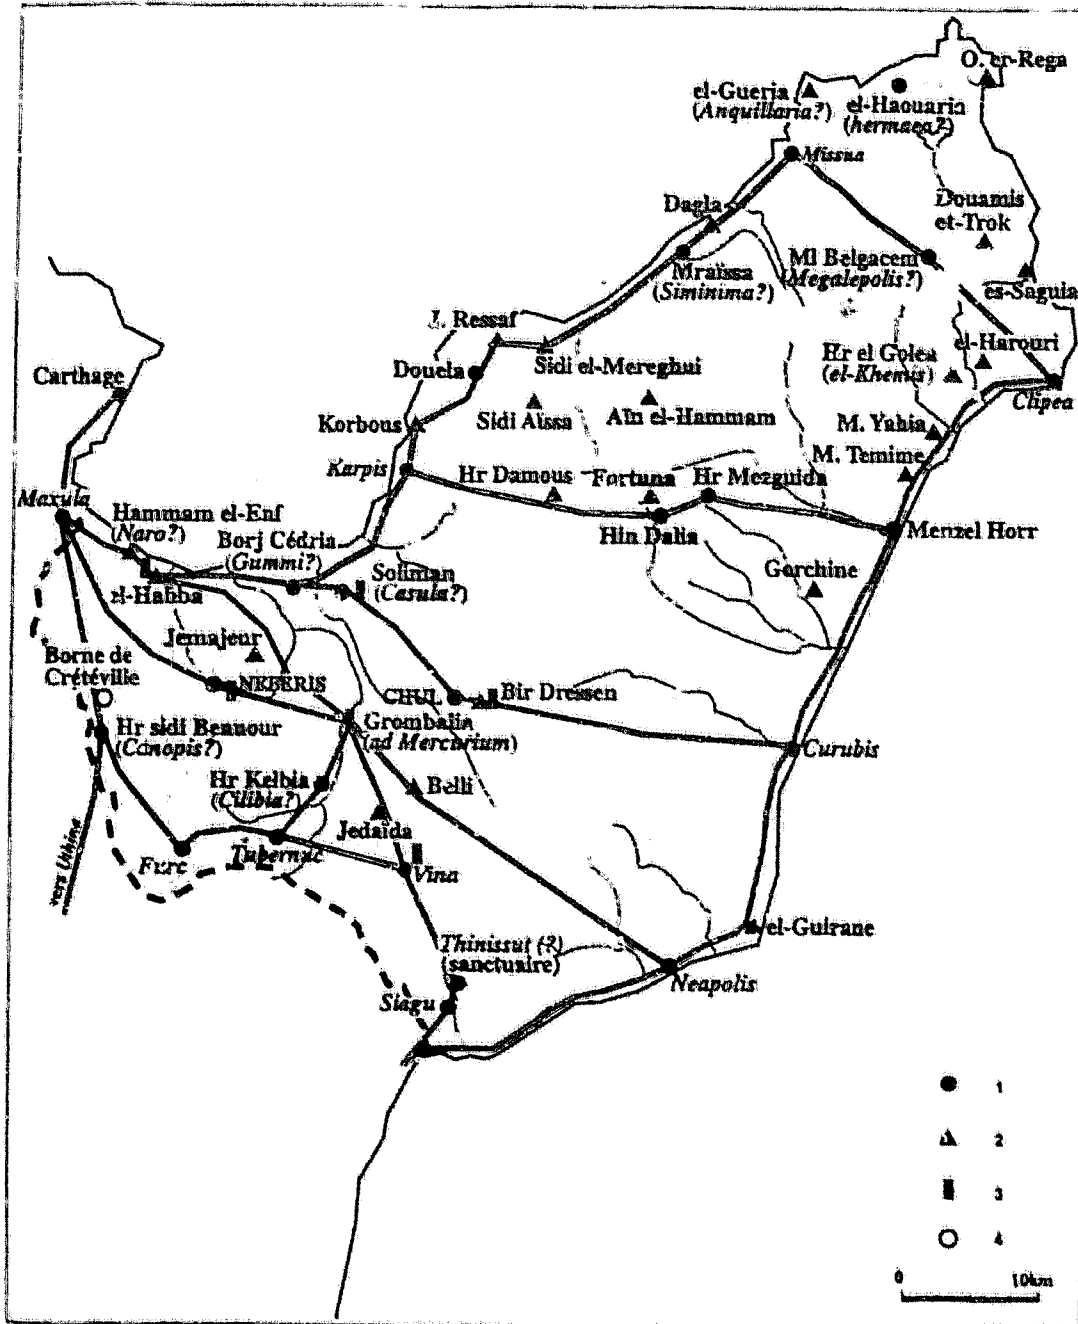 O. er-Rega
el-Gueria
(Anquillaria?)
el-Haouaria
(hermaea?)
Missua
Douamis
et-Trok
Dagla
Mraïssa
(Siminima?)
Ml Belgacem
(Megalepolis?)
es-Saguia
J. Ressaf
Sidi el-Mereghui
Hr el Golea
(el-Khemis)
el-Harouri
Douela
Carthage
Clipea
Sidi Aïssa
Aïn el-Hammam
Korbous
M. Yahia
M. Temime
Karpis
Hr Damous
Fortuna
Hr Mezguida
Maxula
Hammam el-Enf
(Naro?)
Borj Cédria
(Gummi?)
Hin Dalia
Menzel Horr
Soliman
(Casula?)
Gorchine
el-Habba
Jemajeur
Borne de
Crétéville
NEFERIS
CHUL
Bir Dressen
Hr sidi Bennour
(Canopis?)
Grombalia
(ad Mercurium)
Curubis
Hr Kelbia
(Cilibia?)
Belli
Jedaïda
vers Uthina
Furc
Tubernuc
Vina
el-Guirane
Thinissut (?)
(sanctuaire)
Neapolis
Siagu
1
2
3
4
0 10km